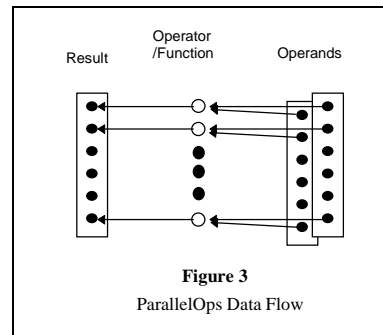 Operator
/Function
Result
Operands
Figure 3
ParallelOps Data Flow